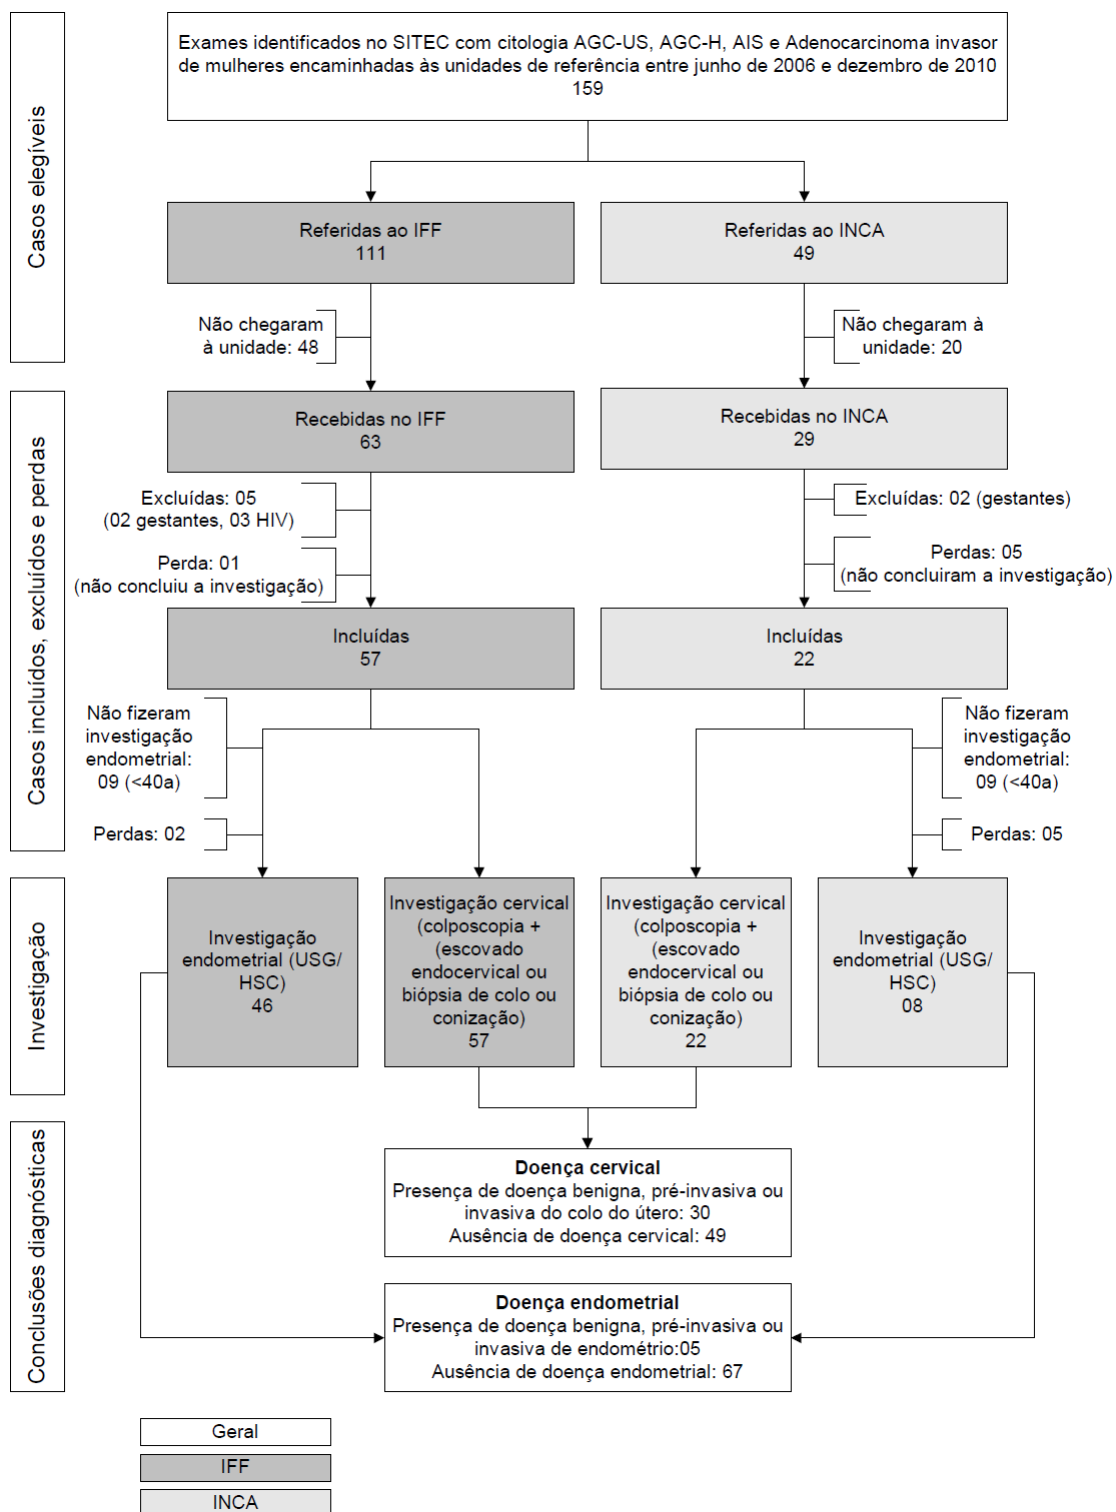 Casos elegíveis
Exames identificados no SITEC com citologia AGC-US, AGC-H, AIS e Adenocarcinoma invasor
de mulheres encaminhadas às unidades de referência entre junho de 2006 e dezembro de 2010
159
Referidas ao IFF
111
Referidas ao INCA
49
Não chegaram
à unidade: 48
Não chegaram à
unidade: 20
Casos incluídos, excluídos e perdas
Recebidas no IFF
63
Recebidas no INCA
29
Excluídas: 05
(02 gestantes, 03 HIV)
Excluídas: 02 (gestantes)
Perda: 01
(não concluiu a investigação)
Perdas: 05
(não concluiram a investigação)
Incluídas
57
Incluídas
22
Não fizeram
investigação
endometrial:
09 (<40a)
Não fizeram
investigação
endometrial:
09 (<40a)
Perdas: 02
Perdas: 05
Investigação
Investigação
endometrial (USG/
HSC)
46
Investigação cervical
(colposcopia +
(escovado
endocervical ou
biópsia de colo ou
conização)
57
Investigação cervical
(colposcopia +
(escovado
endocervical ou
biópsia de colo ou
conização)
22
Investigação
endometrial (USG/
HSC)
08
Conclusões diagnósticas
Doença cervical
Presença de doença benigna, pré-invasiva ou
invasiva do colo do útero: 30
Ausência de doença cervical: 49
Doença endometrial
Presença de doença benigna, pré-invasiva ou
invasiva de endométrio:05
Ausência de doença endometrial: 67
Geral
IFF
INCA